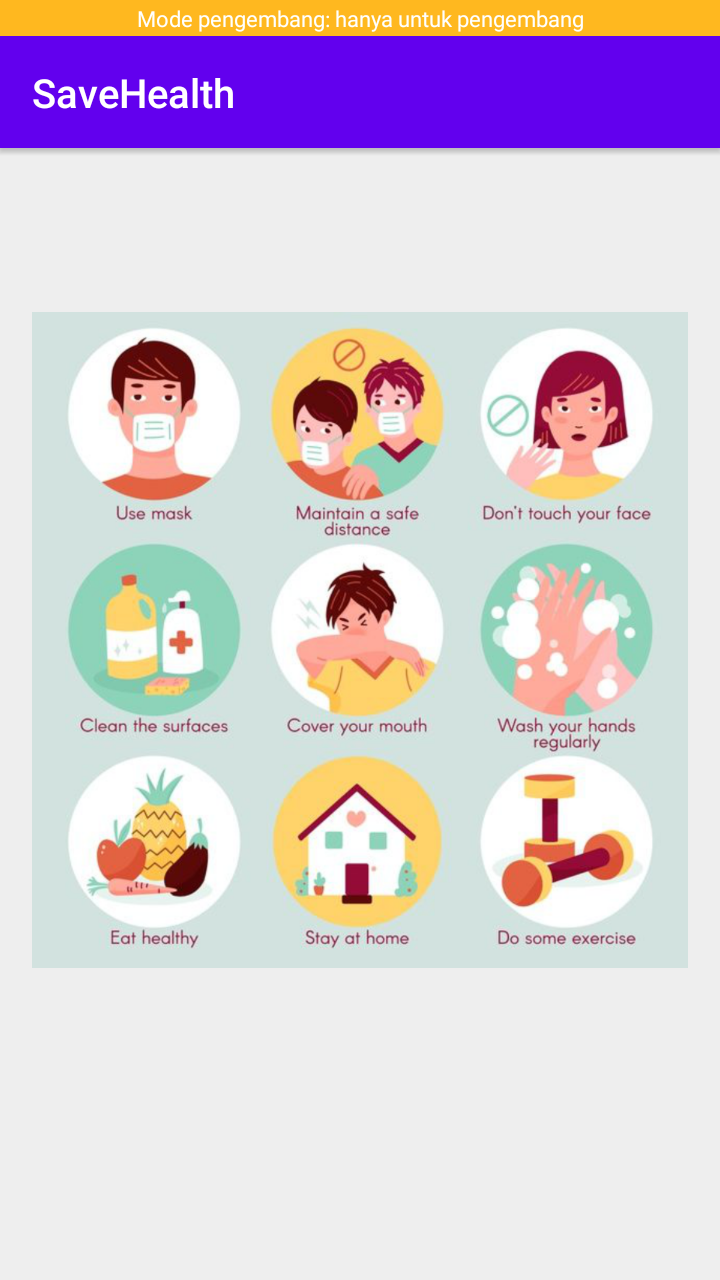 Mode pengembang: hanya untuk pengembang
SaveHealth
Use mask
Maintain a safe
distance
Don't touch your face
Clean the surfaces
Cover your mouth
Wash your hands
regularly
Eat healthy
Stay at home
Do some exercise